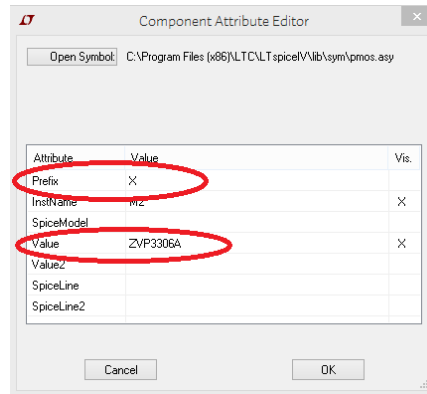 Component Attribute Editor
Open Symbol: C:\Program Files (x86)\LTC\LTspiceIV\lib\sym\pmos.asy
Attribute Value Vis.
Prefix X
InstName M2 X
SpiceModel
Value ZVP3306A X
Value2
SpiceLine
SpiceLine2
Cancel OK